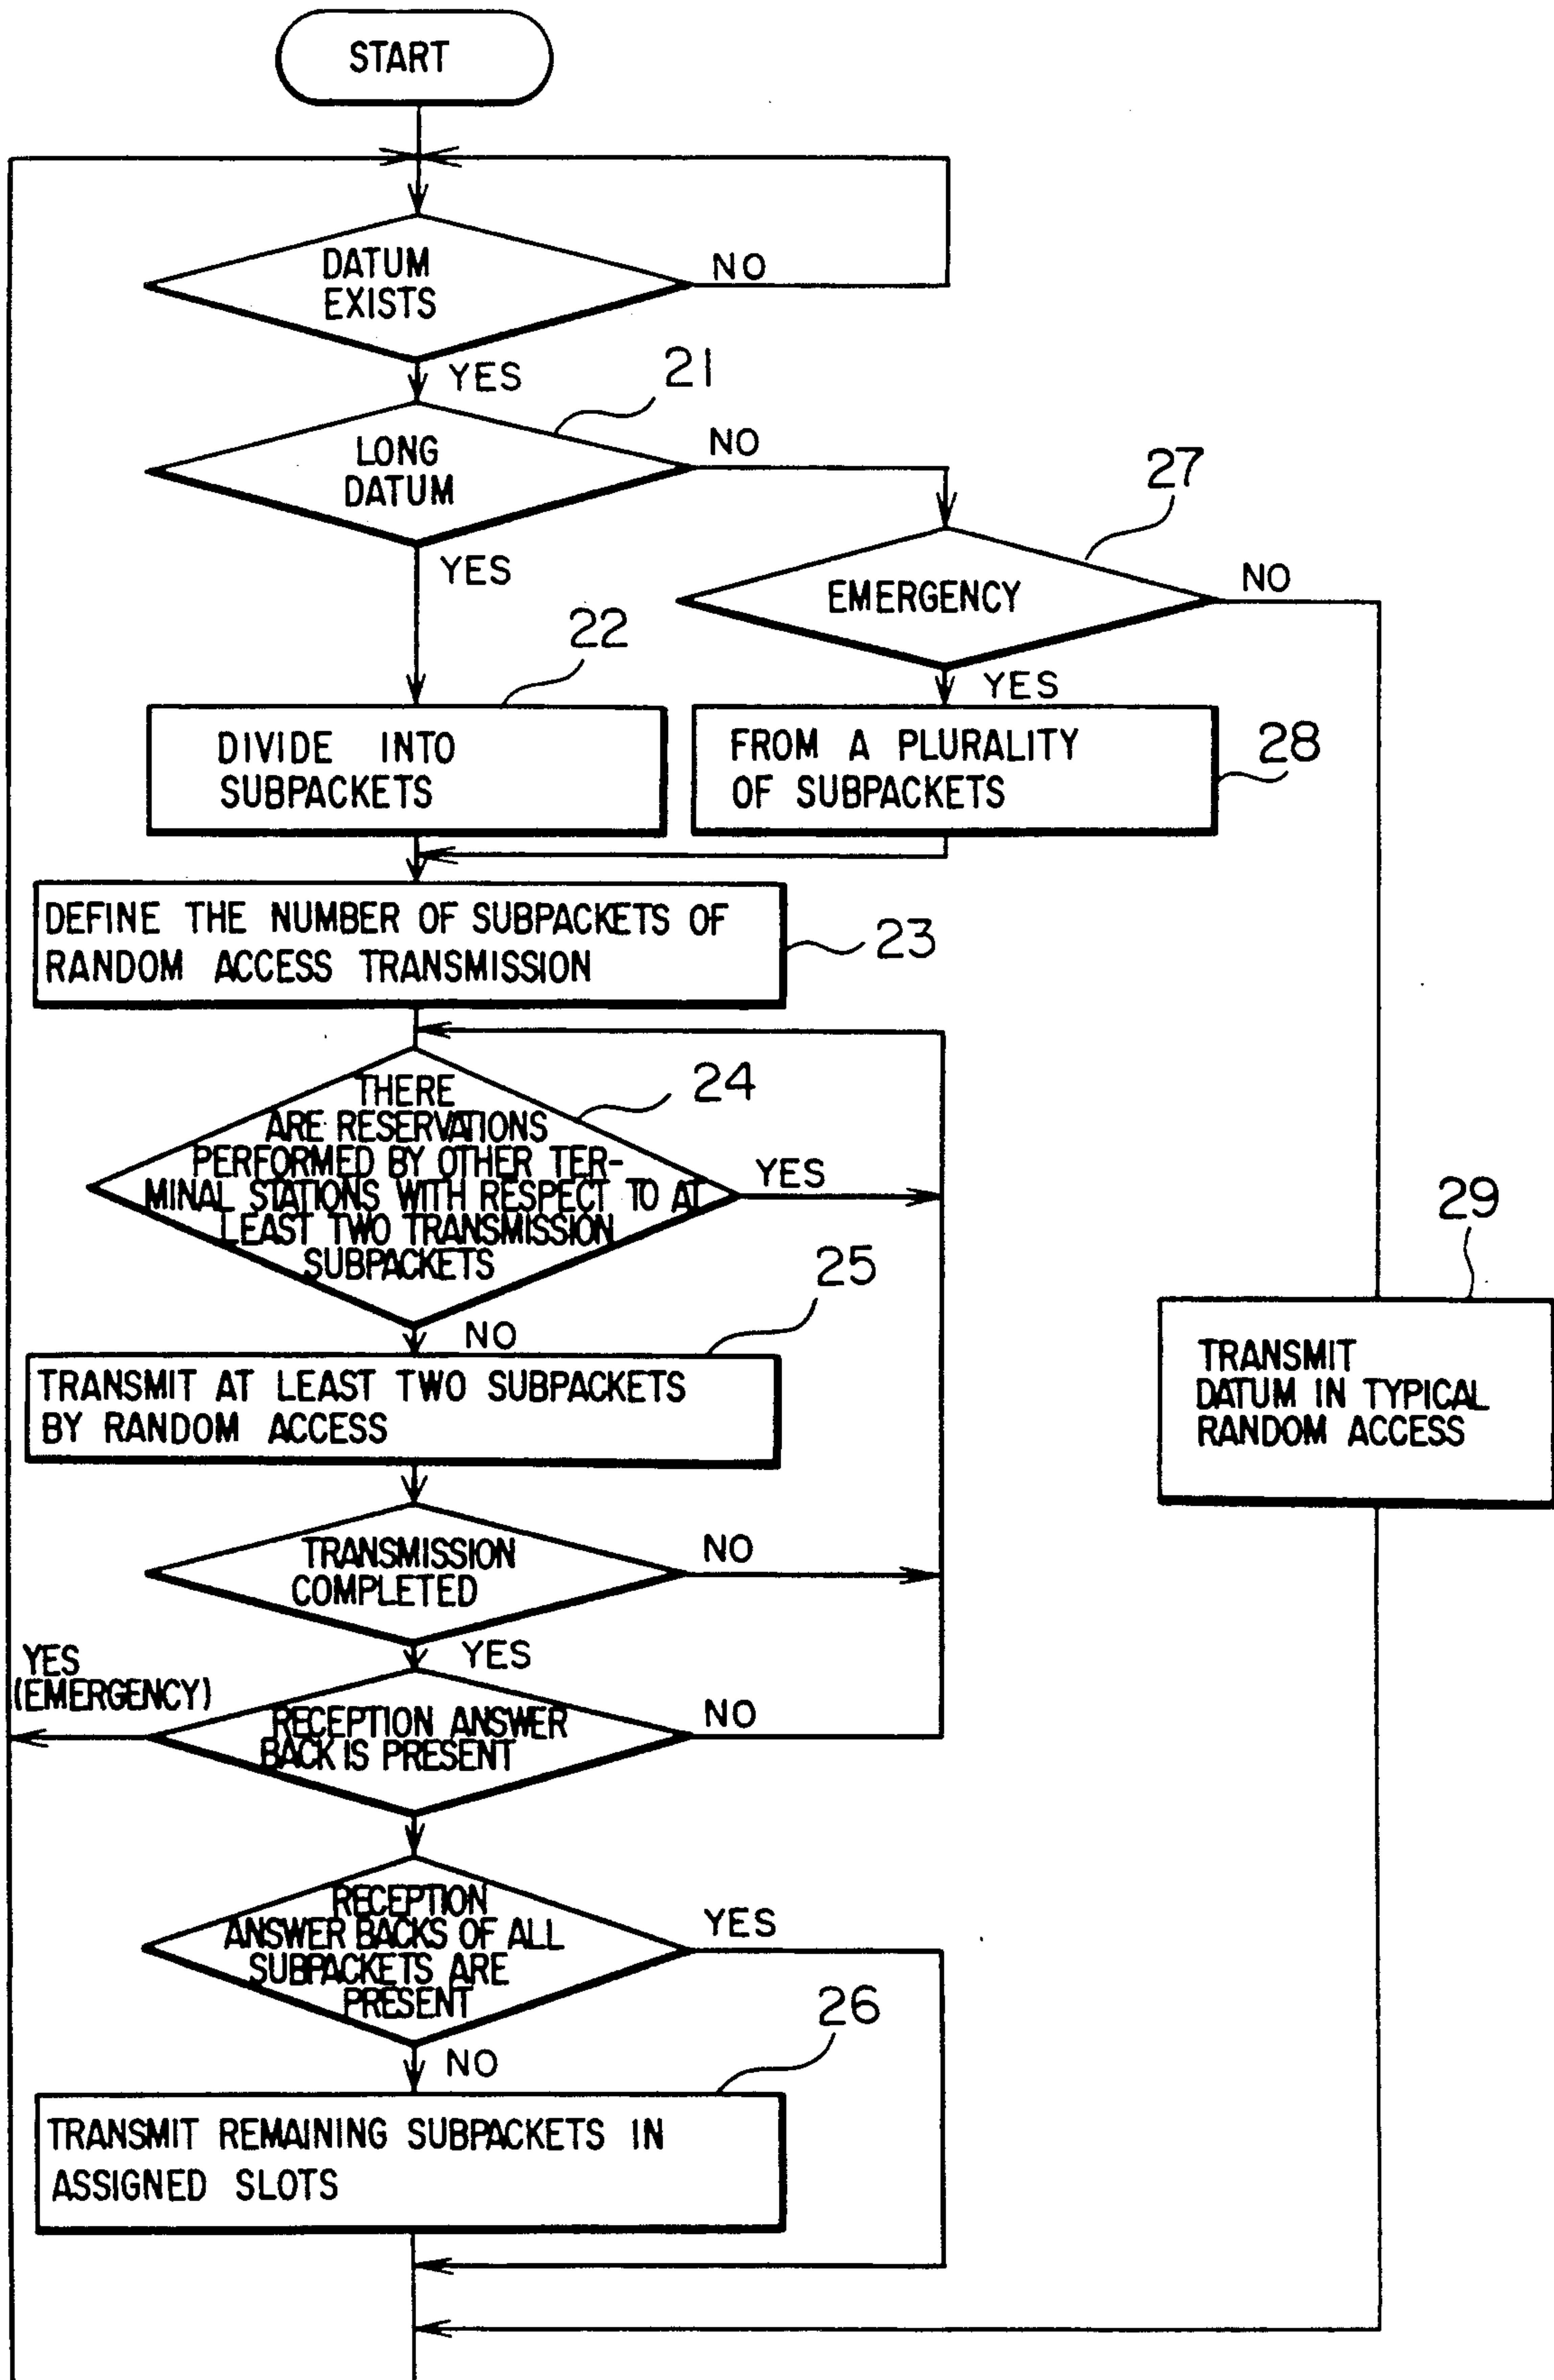 START
DATUM
EXISTS
NO
YES
21
LONG
DATUM
NO
27
YES
EMERGENCY
NO
22
YES
DIVIDE INTO
SUBPACKETS
FROM A PLURALITY
OF SUBPACKETS
28
DEFINE THE NUMBER OF SUBPACKETS OF
RANDOM ACCESS TRANSMISSION
23
THERE
ARE RESERVATIONS
PERFORMED BY OTHER TER-
MINAL STATIONS WITH RESPECT TO AT
LEAST TWO TRANSMISSION
SUBPACKETS
24
YES
NO
25
29
TRANSMIT
DATUM IN TYPICAL
RANDOM ACCESS
TRANSMIT AT LEAST TWO SUBPACKETS
BY RANDOM ACCESS
TRANSMISSION
COMPLETED
NO
YES
YES
(EMERGENCY)
RECEPTION ANSWER
BACK IS PRESENT
NO
RECEPTION
ANSWER BACKS OF ALL
SUBPACKETS ARE
PRESENT
YES
NO
26
TRANSMIT REMAINING SUBPACKETS IN
ASSIGNED SLOTS